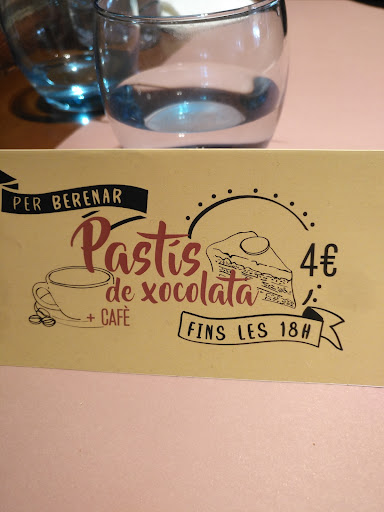 PER BERENAR
Pastís
de xocolata
+ CAFÈ
4€
FINS LES 18H